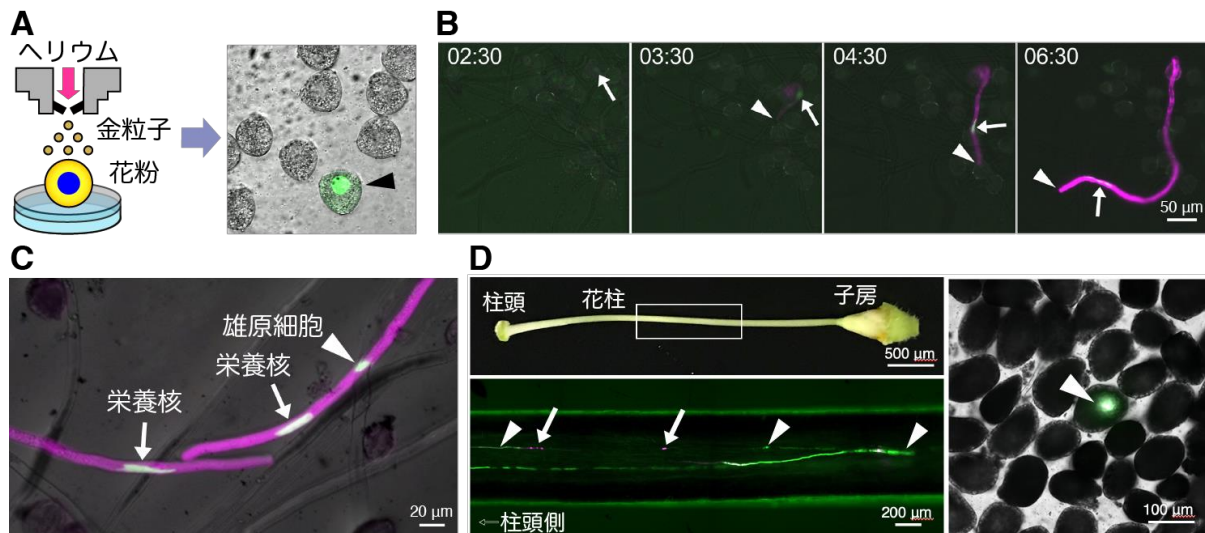 A
ヘリウム
金粒子
花粉
B
02:30
03:30
04:30
06:30
50 μm
C
雄原細胞
栄養核
栄養核
20 μm
D
柱頭
花柱
子房
500 μm
←柱頭側
200 μm
100 μm